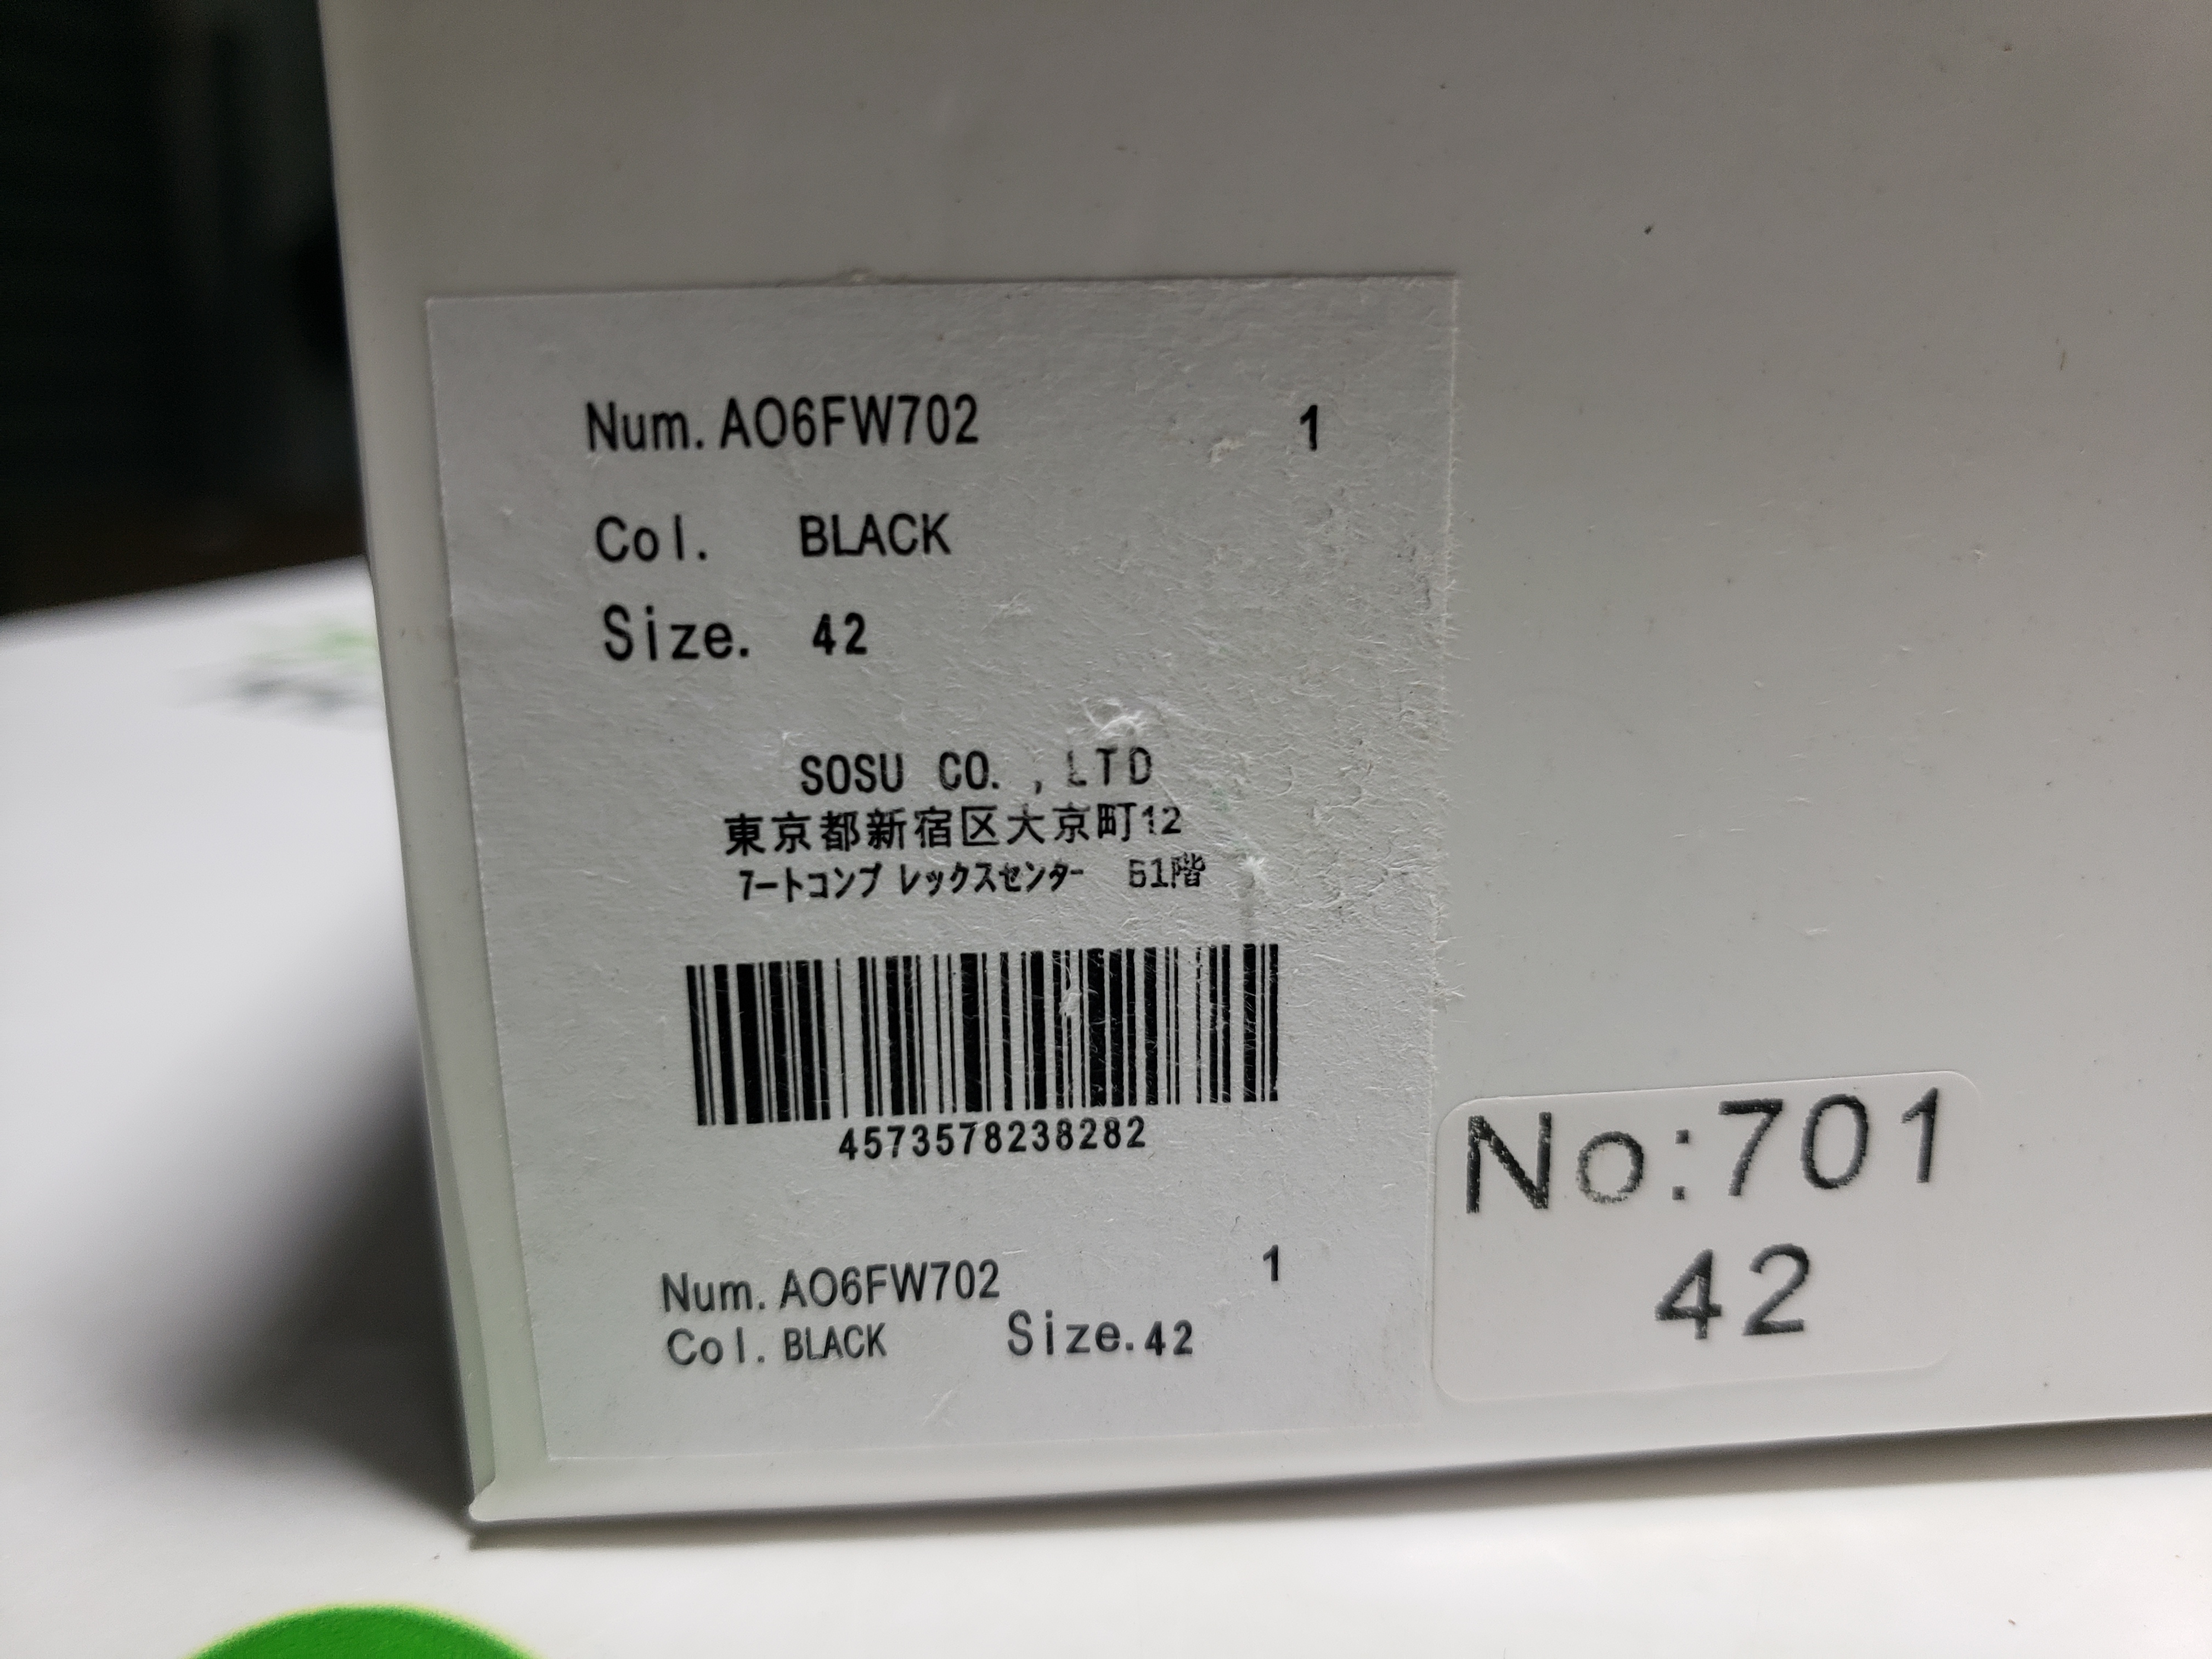 Num. AO6FW702 1
Col. BLACK
Size. 42
SOSU CO. ,LTD
東京都新宿区大京町12
ｱートコンプレックスセンター 51階
4573578238282
Num. AO6FW702 1
Col. BLACK Size. 42
No:701
42